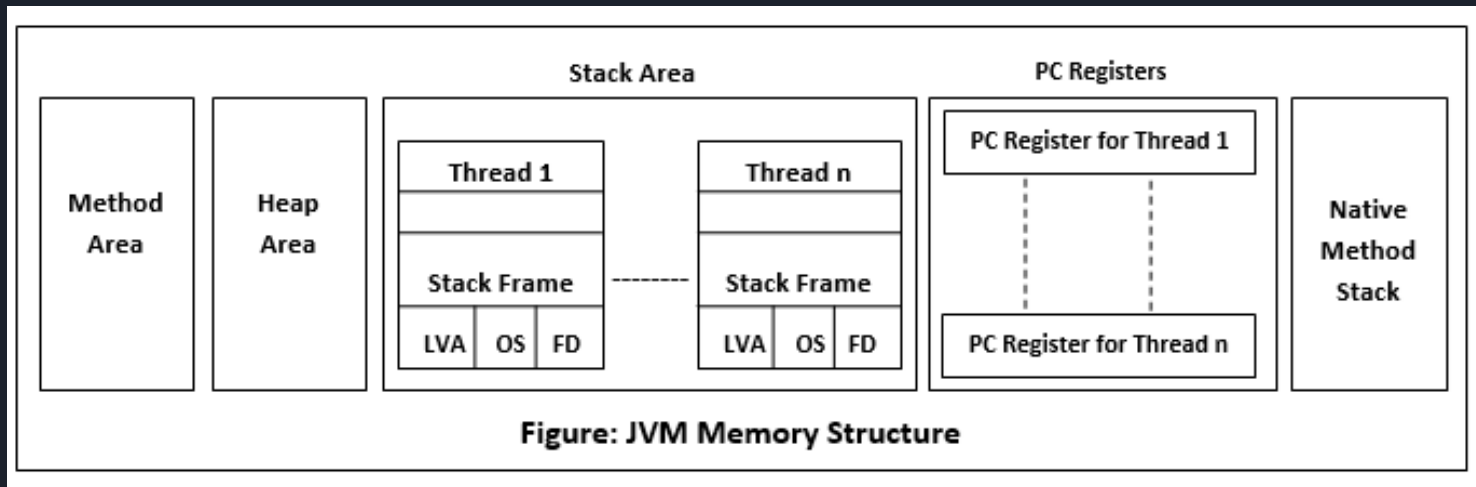 Stack Area
PC Registers
Method
Area
Heap
Area
Thread 1
Stack Frame
LVA OS FD
Thread n
Stack Frame
LVA OS FD
PC Register for Thread 1
PC Register for Thread n
Native
Method
Stack
Figure: JVM Memory Structure